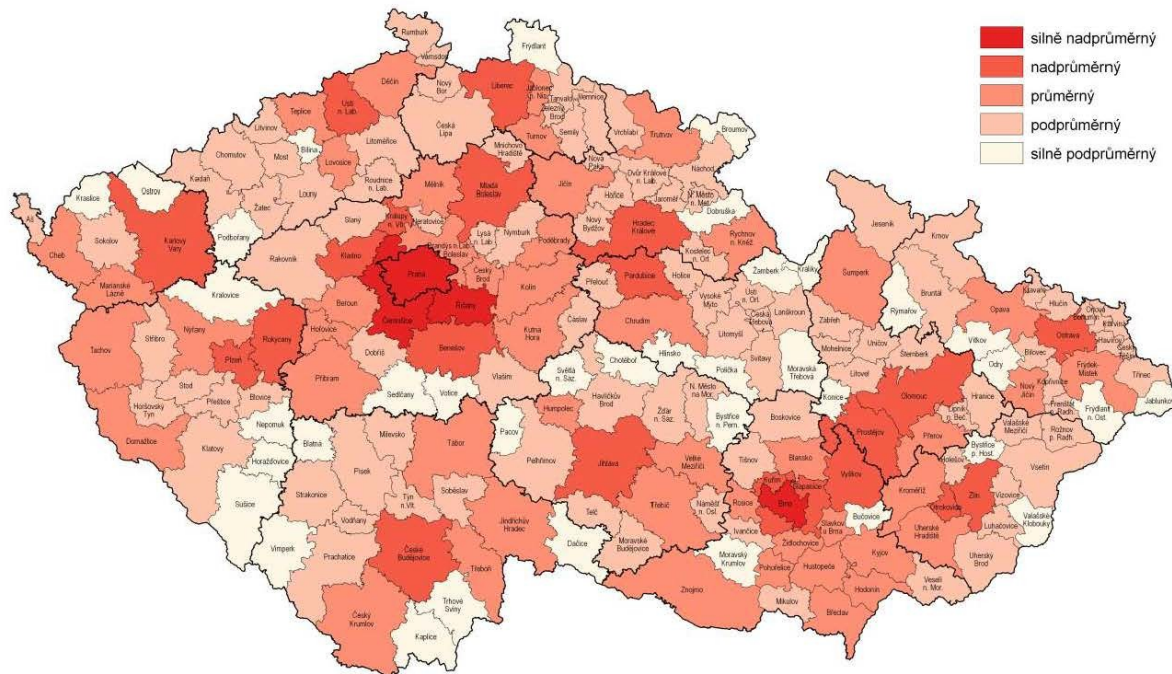 silně nadprůměrný
nadprůměrný
průměrný
podprůměrný
silně podprůměrný
Rumburk
Varnsdorf
Frýdlant
Děčín
Nový
Bor
Liberec
Jablonec
n. Nis.
Tanvald
Jilemnice
Železný
Brod
Semily
Turnov
Vrchlabí
Trutnov
Broumov
Teplice
Ústí
n. Lab.
Litvínov
Bílina
Most
Chomutov
Kadaň
Litoměřice
Lovosice
Česká
Lípa
Mnichovo
Hradiště
Nová
Paka
Dvůr Králové
n. Lab.
Náchod
Jičín
Hořice
Jaroměř
N. Město
n. Met.
Dobruška
Ostrov
Kraslice
Aš
Sokolov
Karlovy
Vary
Cheb
Mariánské
Lázně
Podbořany
Žatec
Louny
Roudnice
n. Lab.
Mělník
Mladá
Boleslav
Slaný
Kralupy
n. Vlt.
Neratovice
Lysá
n. Lab.
Nymburk
Poděbrady
Nový
Bydžov
Hradec
Králové
Rychnov
n. Kněž.
Kostelec
n. Ort.
Rakovník
Kladno
Brandýs n. Lab.
Boleslav
Praha
Český
Brod
Kolín
Přelouč
Pardubice
Holice
Žamberk
Králíky
Jeseník
Krnov
Kralovice
Beroun
Černošice
Říčany
Kutná
Hora
Čáslav
Chrudim
Vysoké
Mýto
Ústí
n. Orl.
Česká
Třebová
Lanškroun
Šumperk
Bruntál
Rýmařov
Opava
Kravaře
Hlučín
Bohumín
Orlová
Karviná
Havířov
Český
Těšín
Ostrava
Nýřany
Stříbro
Tachov
Plzeň
Rokycany
Hořovice
Dobříš
Benešov
Příbram
Vlašim
Sedlčany
Votice
Světlá
n. Sáz.
Chotěboř
Hlinsko
Litomyšl
Polička
Svitavy
Moravská
Třebová
Zábřeh
Mohelnice
Uničov
Litovel
Šternberk
Konice
Olomouc
Vítkov
Odry
Bílovec
Nový
Jičín
Kopřivnice
Frýdek-
Místek
Třinec
Jablunkov
Frenštát
p. Radh.
Frýdlant
n. Ost.
Stod
Přeštice
Blovice
Horšovský
Týn
Domažlice
Klatovy
Nepomuk
Horažďovice
Sušice
Blatná
Milevsko
Písek
Strakonice
Tábor
Pacov
Humpolec
Havlíčkův
Brod
Žďár
n. Sáz.
N. Město
na Mor.
Bystřice
n. Pern.
Boskovice
Prostějov
Přerov
Lipník
n. Beč.
Hranice
Valašské
Meziříčí
Rožnov
p. Radh.
Bystřice
p. Host.
Vsetín
Pelhřimov
Jihlava
Velké
Meziříčí
Tišnov
Blansko
Vyškov
Kuřim
Šlapanice
Brno
Rosice
Ivančice
Bučovice
Slavkov
u Brna
Kroměříž
Holešov
Zlín
Otrokovice
Vizovice
Luhačovice
Valašské
Klobouky
Uherské
Hradiště
Uherský
Brod
Týn
n. Vlt.
Soběslav
Vodňany
Vimperk
Prachatice
České
Budějovice
Jindřichův
Hradec
Třeboň
Telč
Třebíč
Náměšť
n. Osl.
Moravské
Budějovice
Dačice
Moravský
Krumlov
Židlochovice
Pohořelice
Hustopeče
Kyjov
Hodonín
Veselí
n. Mor.
Znojmo
Mikulov
Břeclav
Trhové
Sviny
Český
Krumlov
Kaplice